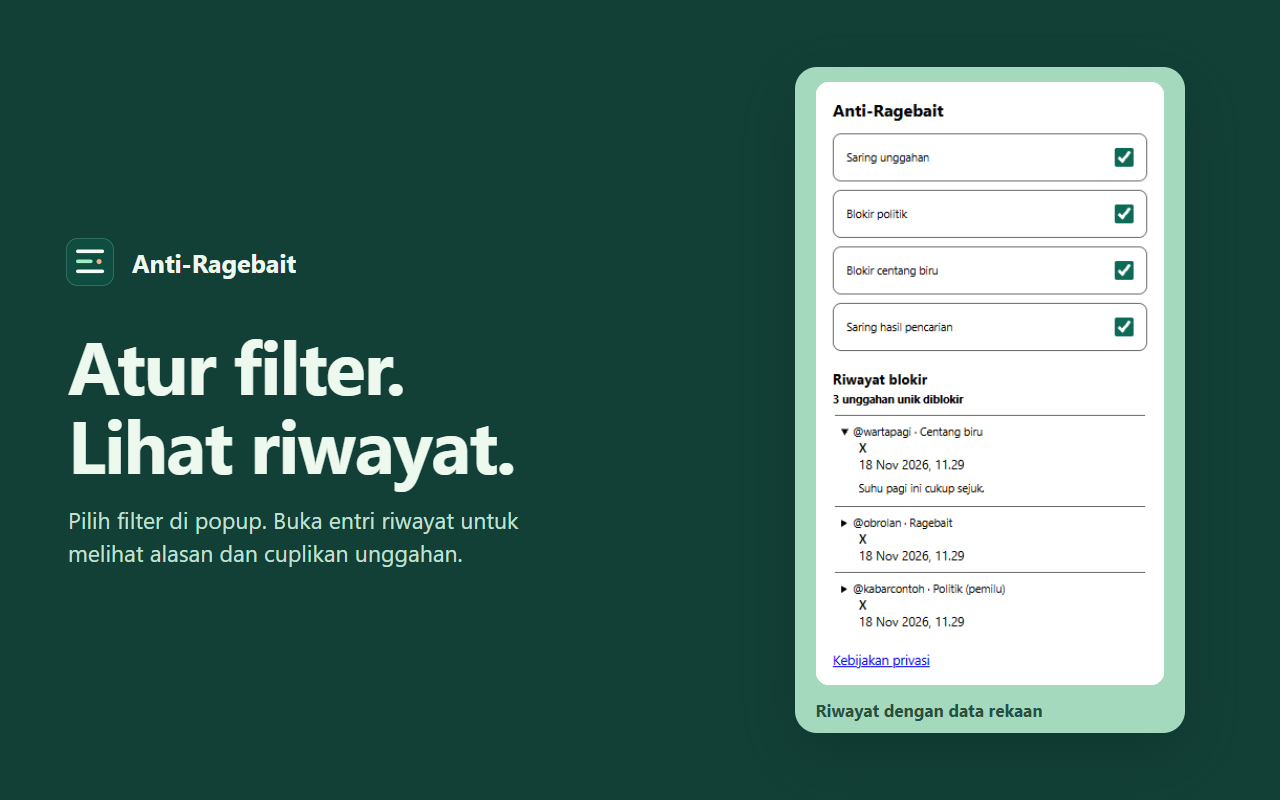 Anti-Ragebait
Atur filter.
Lihat riwayat.
Pilih filter di popup. Buka entri riwayat untuk
melihat alasan dan cuplikan unggahan.
Anti-Ragebait
Saring unggahan
Blokir politik
Blokir centang biru
Saring hasil pencarian
Riwayat blokir
3 unggahan unik diblokir
@wartapagi · Centang biru
X
18 Nov 2026, 11.29
Suhu pagi ini cukup sejuk.
@obrolan · Ragebait
X
18 Nov 2026, 11.29
@kabarcontoh · Politik (pemilu)
X
18 Nov 2026, 11.29
Kebijakan privasi
Riwayat dengan data rekaan